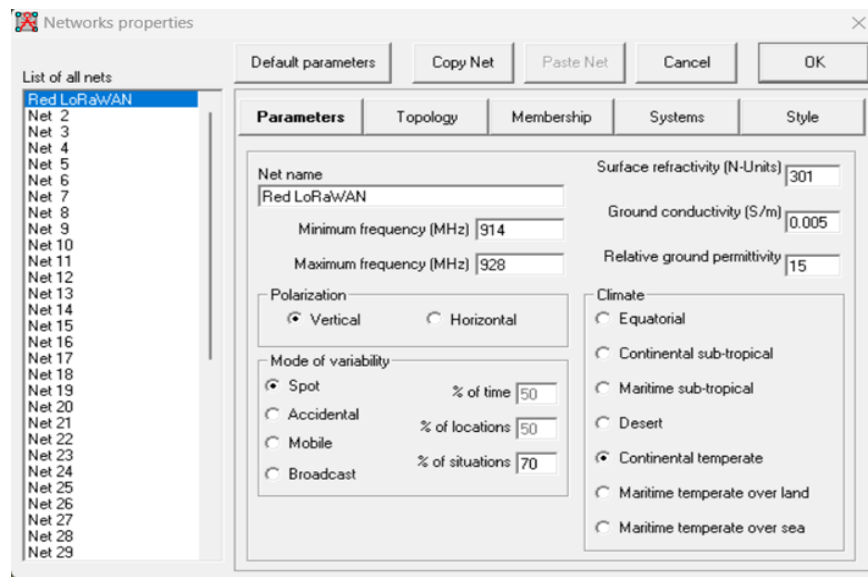 Networks properties
Default parameters
Copy Net
Paste Net
Cancel
OK
List of all nets
Red LoRaWAN
Net 2
Net 3
Net 4
Net 5
Net 6
Net 7
Net 8
Net 9
Net 10
Net 11
Net 12
Net 13
Net 14
Net 15
Net 16
Net 17
Net 18
Net 19
Net 20
Net 21
Net 22
Net 23
Net 24
Net 25
Net 26
Net 27
Net 28
Net 29
Parameters
Topology
Membership
Systems
Style
Net name
Red LoRaWAN
Minimum frequency (MHz) 914
Maximum frequency (MHz) 928
Surface refractivity (N-Units) 301
Ground conductivity (S/m) 0.005
Relative ground permittivity 15
Polarization
Vertical
Horizontal
Mode of variability
Spot
Accidental
Mobile
Broadcast
% of time 50
% of locations 50
% of situations 70
Climate
Equatorial
Continental sub-tropical
Maritime sub-tropical
Desert
Continental temperate
Maritime temperate over land
Maritime temperate over sea